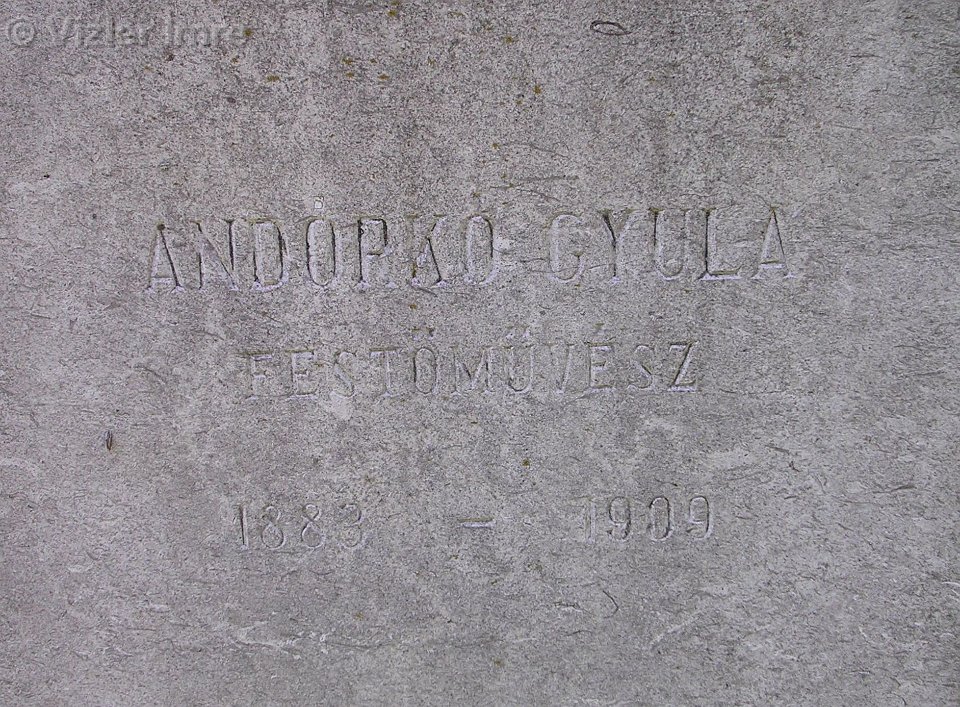 © Vizler Imre
ANDÓRKÓ GYULA
FESTŐMŰVÉSZ
1883 – 1909